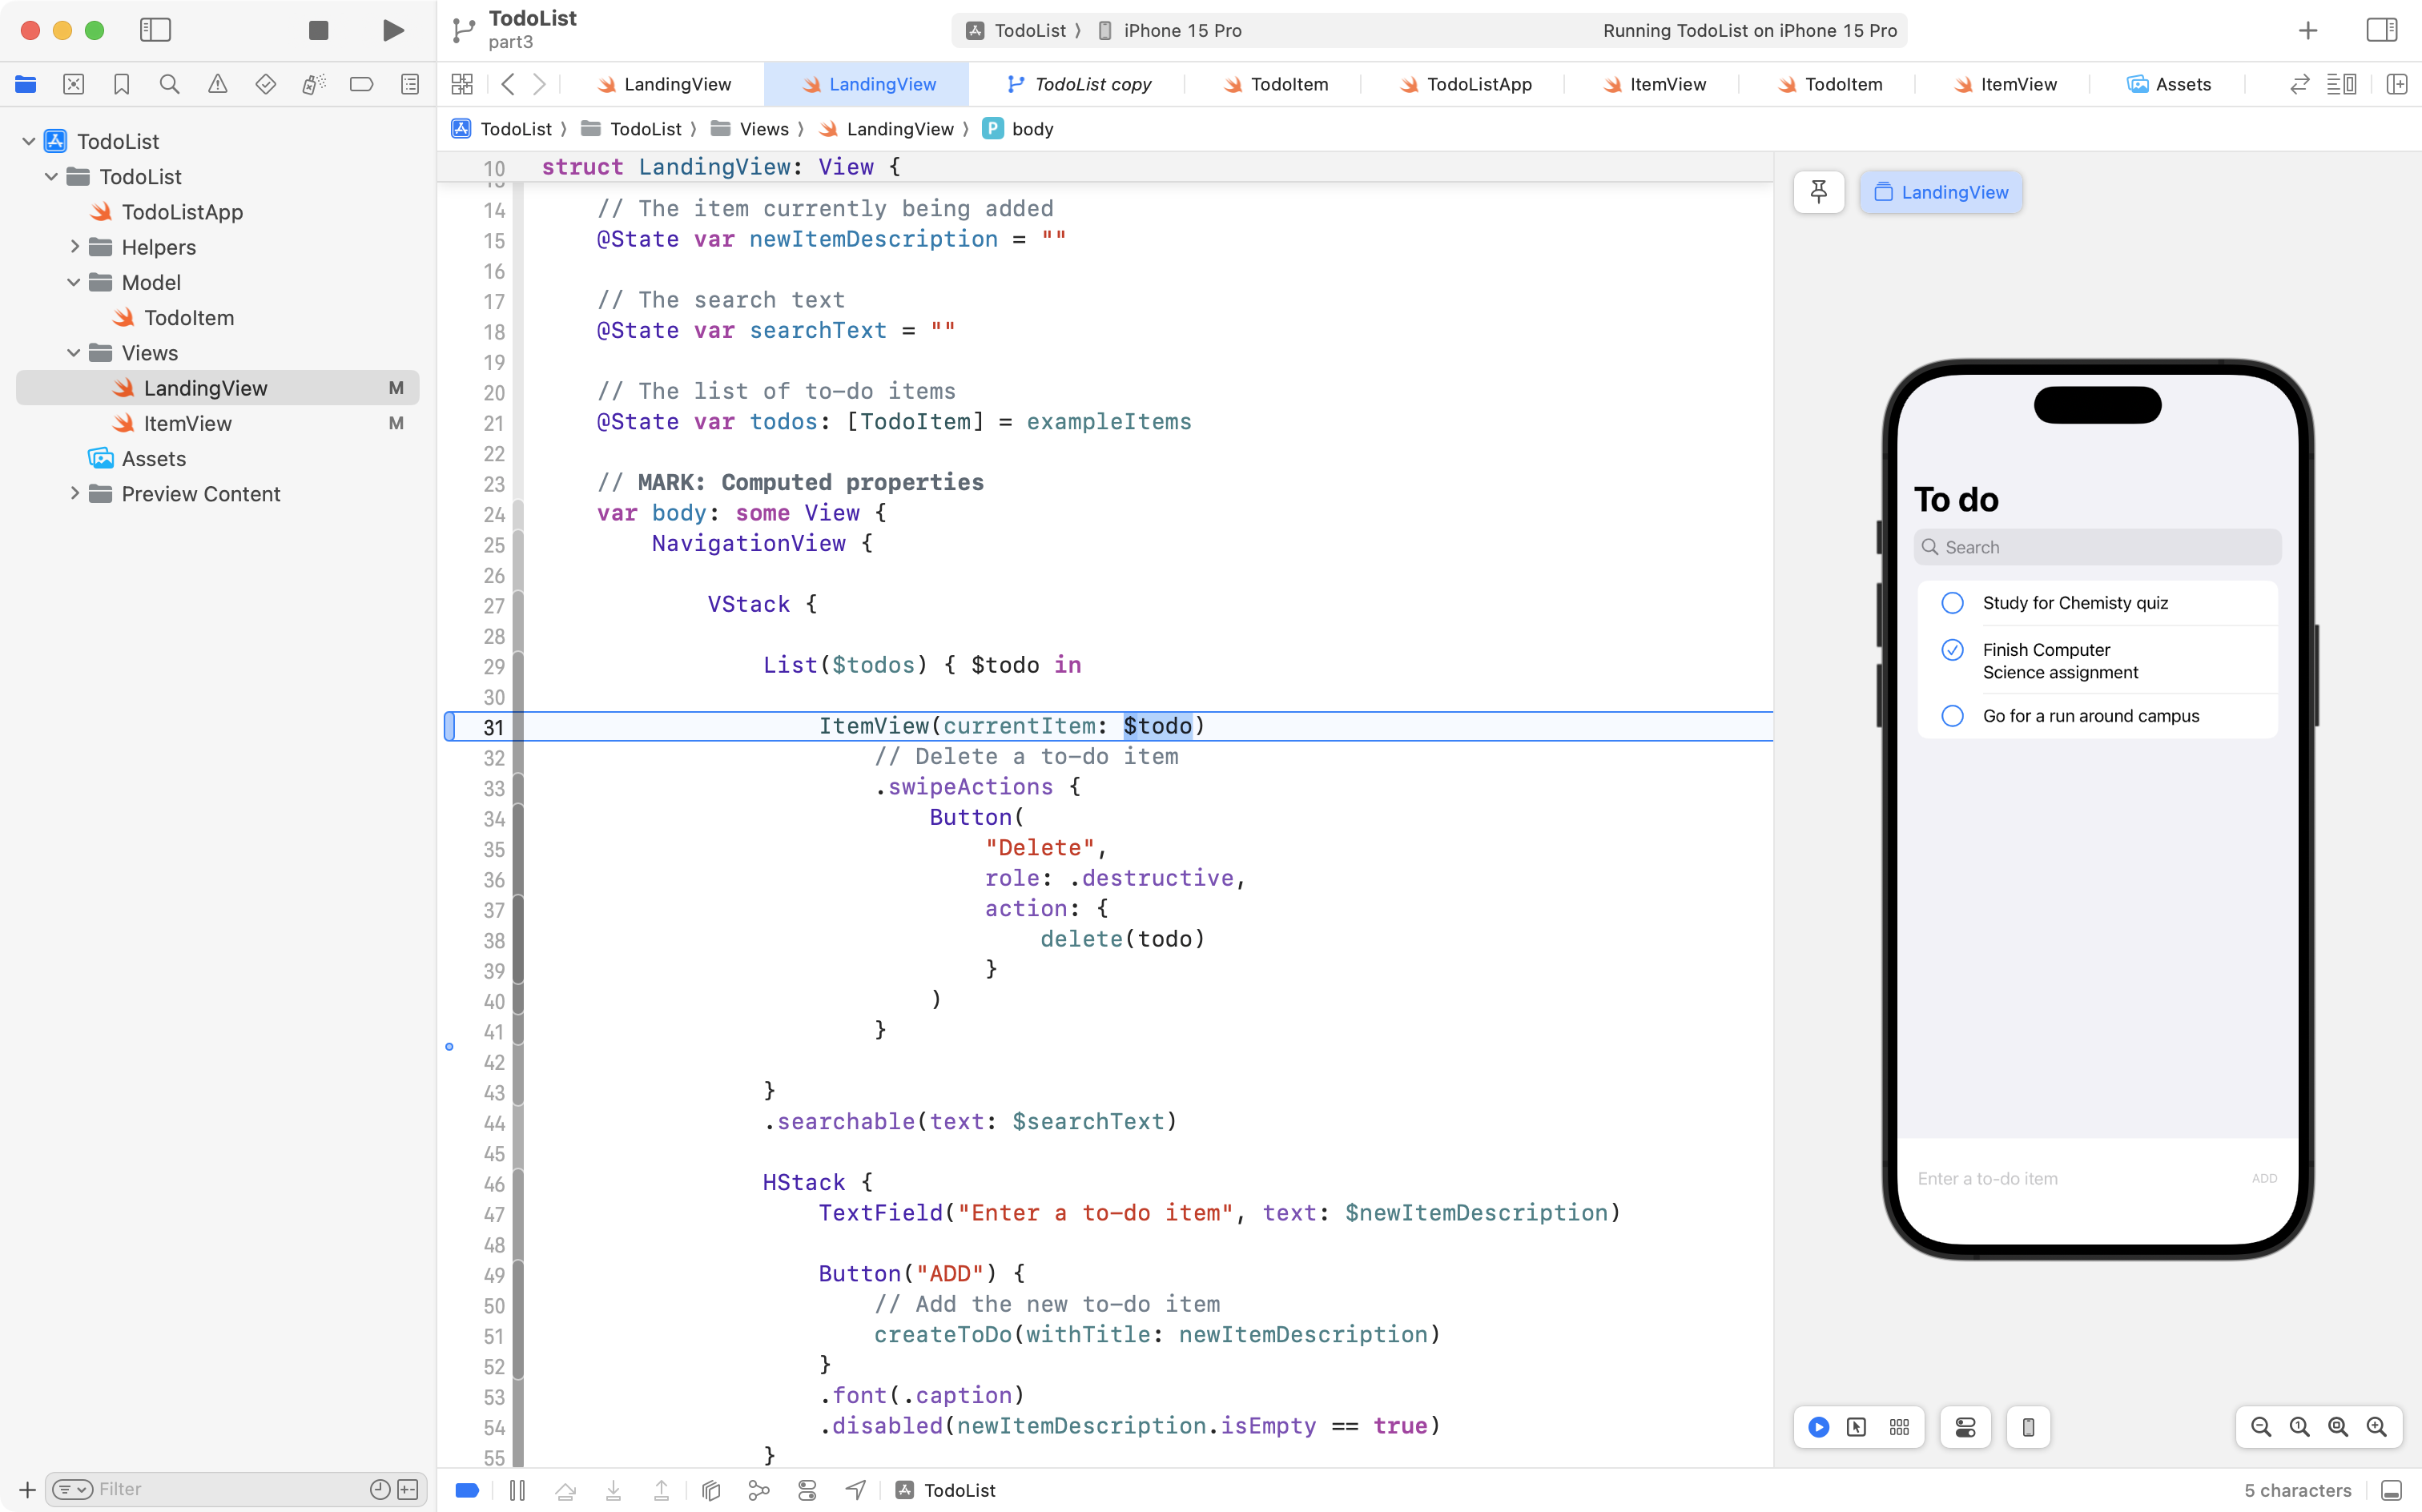 TodoList
part3
TodoList 〉 iPhone 15 Pro
Running TodoList on iPhone 15 Pro
LandingView
LandingView
TodoList copy
TodoItem
TodoListApp
ItemView
TodoItem
ItemView
Assets
TodoList 〉 TodoList 〉 Views 〉 LandingView 〉 P body
TodoList
TodoList
TodoListApp
Helpers
Model
TodoItem
Views
LandingView M
ItemView M
Assets
Preview Content
Filter
10 struct LandingView: View {
14 // The item currently being added
15 @State var newItemDescription = ""
16
17 // The search text
18 @State var searchText = ""
19
20 // The list of to-do items
21 @State var todos: [TodoItem] = exampleItems
22
23 // MARK: Computed properties
24 var body: some View {
25 NavigationView {
26
27 VStack {
28
29 List($todos) { $todo in
30
31 ItemView(currentItem: $todo)
32 // Delete a to-do item
33 .swipeActions {
34 Button(
35 "Delete",
36 role: .destructive,
37 action: {
38 delete(todo)
39 }
40 )
41 }
42
43 }
44 .searchable(text: $searchText)
45
46 HStack {
47 TextField("Enter a to-do item", text: $newItemDescription)
48
49 Button("ADD") {
50 // Add the new to-do item
51 createToDo(withTitle: newItemDescription)
52 }
53 .font(.caption)
54 .disabled(newItemDescription.isEmpty == true)
55 }
TodoList
LandingView
To do
Search
Study for Chemisty quiz
Finish Computer
Science assignment
Go for a run around campus
Enter a to-do item ADD
5 characters